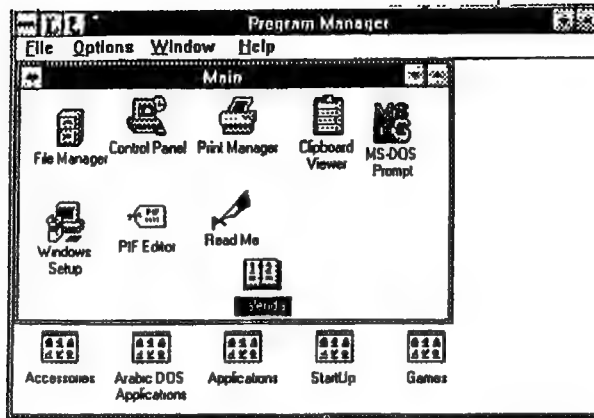 Program Manager
File Options Window Help
Main
File Manager
Control Panel
Print Manager
Clipboard
Viewer
MS-DOS
Prompt
Windows
Setup
PIF Editor
Read Me
Accessories
Arabic DOS
Applications
Applications
StartUp
Games